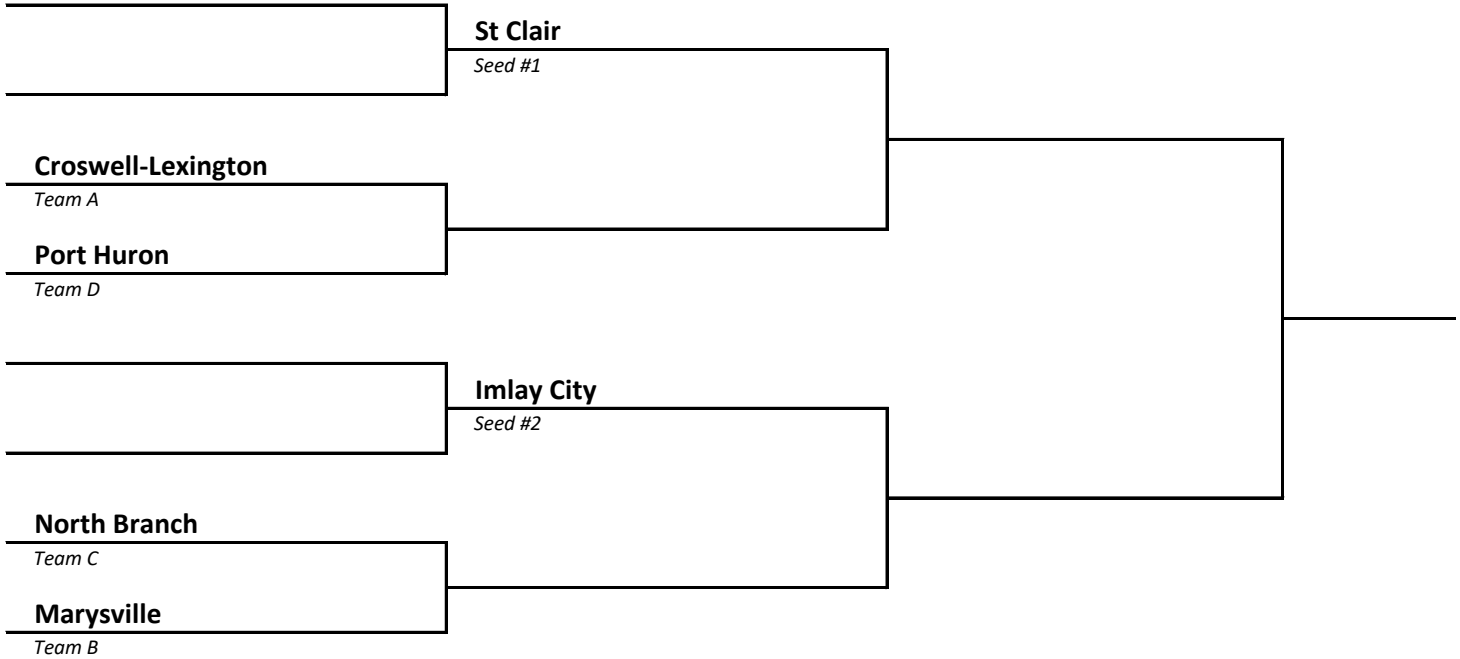 St Clair
Seed #1
Croswell-Lexington
Team A
Port Huron
Team D
Imlay City
Seed #2
North Branch
Team C
Marysville
Team B